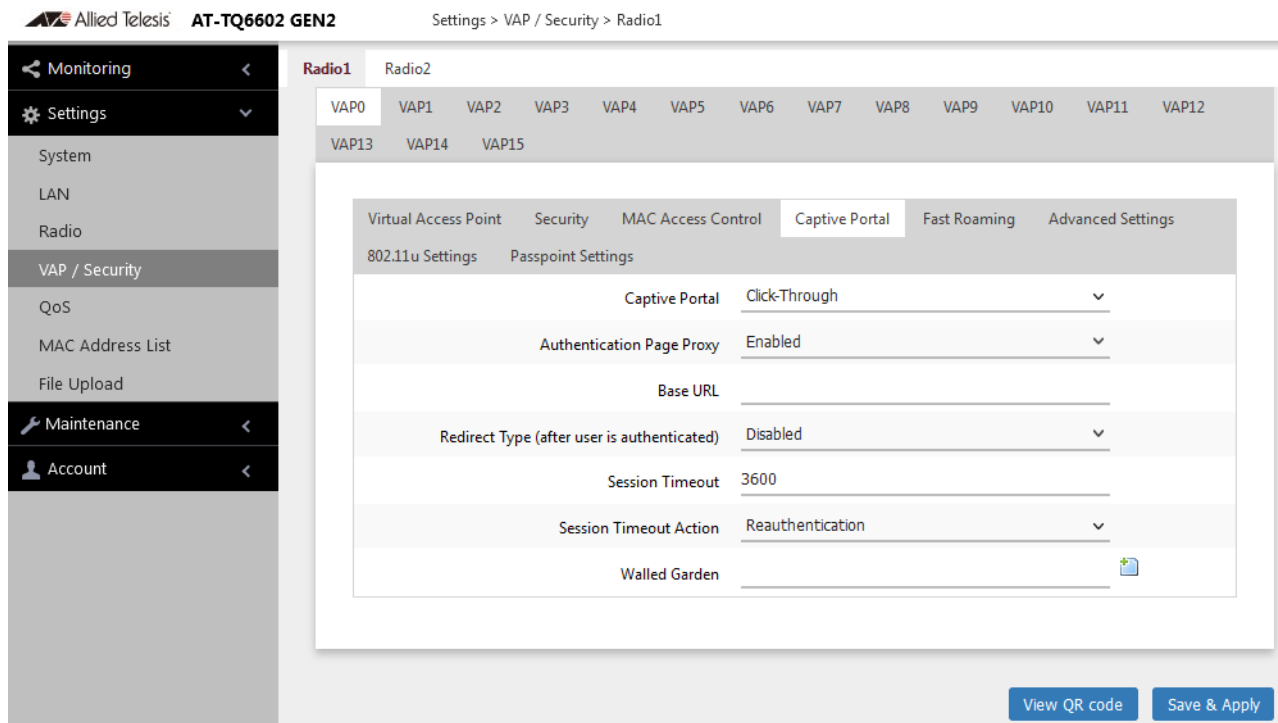 Allied Telesis AT-TQ6602 GEN2 Settings > VAP / Security > Radio1
Monitoring
Settings
System
LAN
Radio
VAP / Security
QoS
MAC Address List
File Upload
Maintenance
Account
Radio1 Radio2
VAP0 VAP1 VAP2 VAP3 VAP4 VAP5 VAP6 VAP7 VAP8 VAP9 VAP10 VAP11 VAP12
VAP13 VAP14 VAP15
Virtual Access Point Security MAC Access Control Captive Portal Fast Roaming Advanced Settings
802.11u Settings Passpoint Settings
Captive Portal Click-Through
Authentication Page Proxy Enabled
Base URL
Redirect Type (after user is authenticated) Disabled
Session Timeout 3600
Session Timeout Action Reauthentication
Walled Garden
View QR code Save & Apply